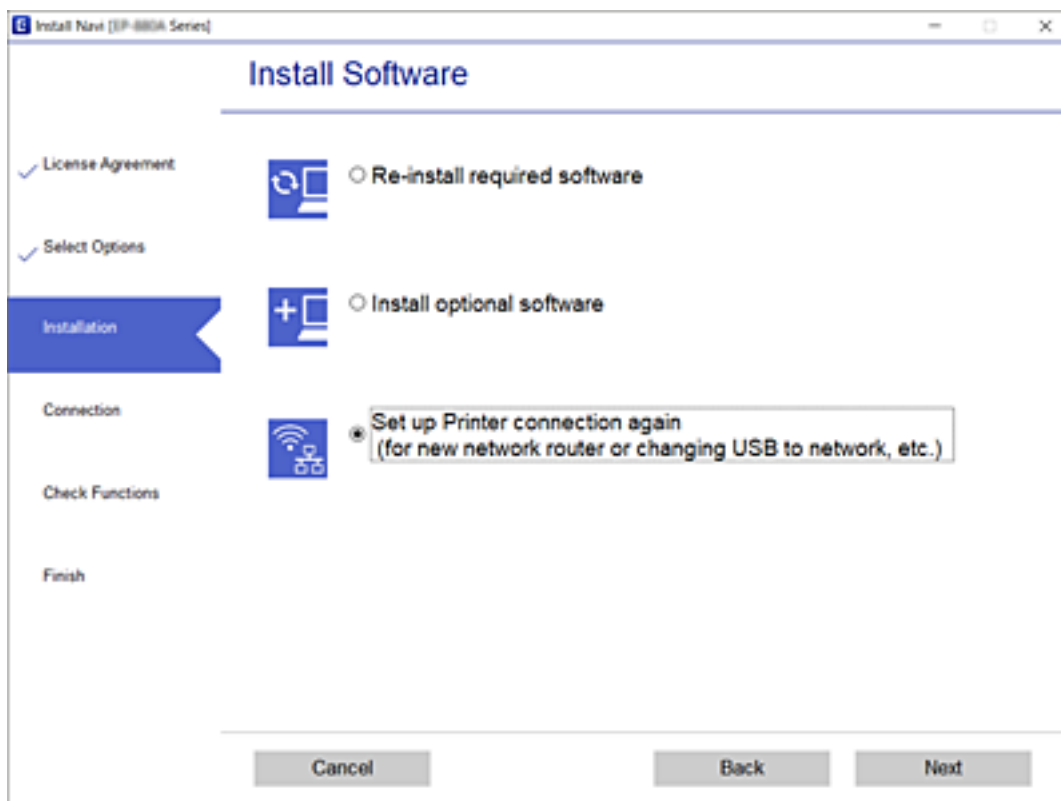 Install Navi [ Series]
Install Software
License Agreement
Select Options
Installation
Connection
Check Functions
Finish
Re-install required software
Install optional software
Set up Printer connection again
(for new network router or changing USB to network, etc.)
Cancel
Back
Next